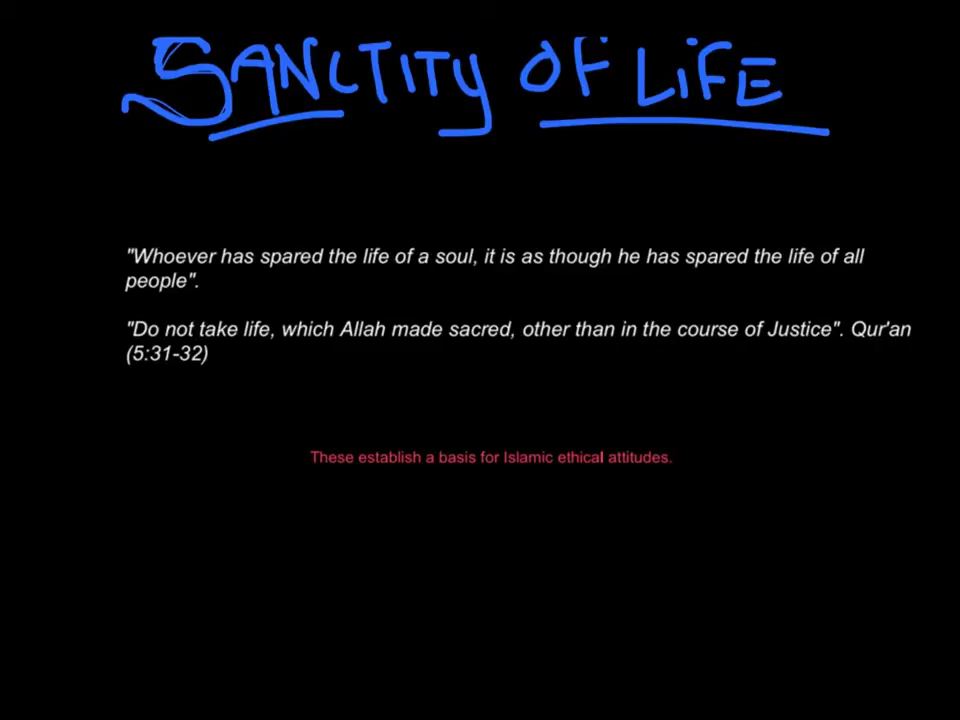 SANCTITY OF LIFE
"Whoever has spared the life of a soul, it is as though he has spared the life of all
people".
"Do not take life, which Allah made sacred, other than in the course of Justice". Qur'an
(5:31-32)
These establish a basis for Islamic ethical attitudes.